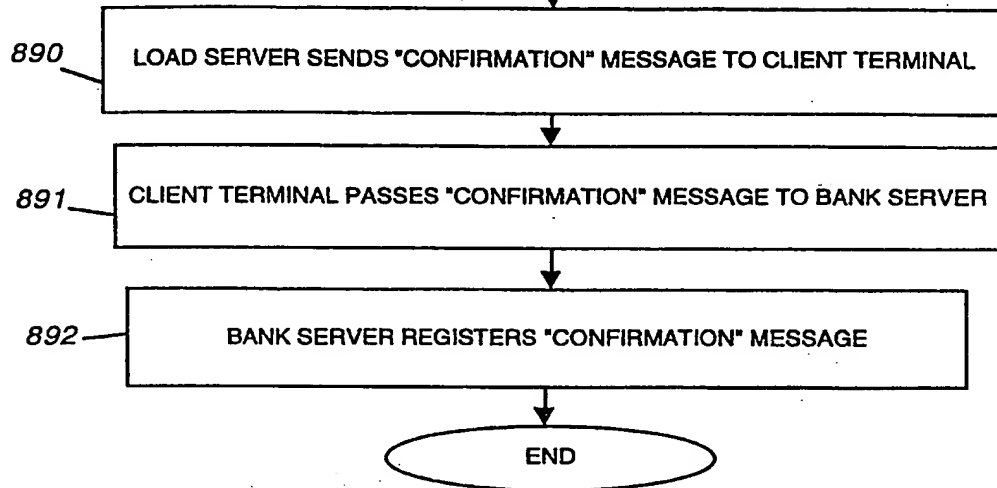 890
LOAD SERVER SENDS "CONFIRMATION" MESSAGE TO CLIENT TERMINAL
891
CLIENT TERMINAL PASSES "CONFIRMATION" MESSAGE TO BANK SERVER
892
BANK SERVER REGISTERS "CONFIRMATION" MESSAGE
END